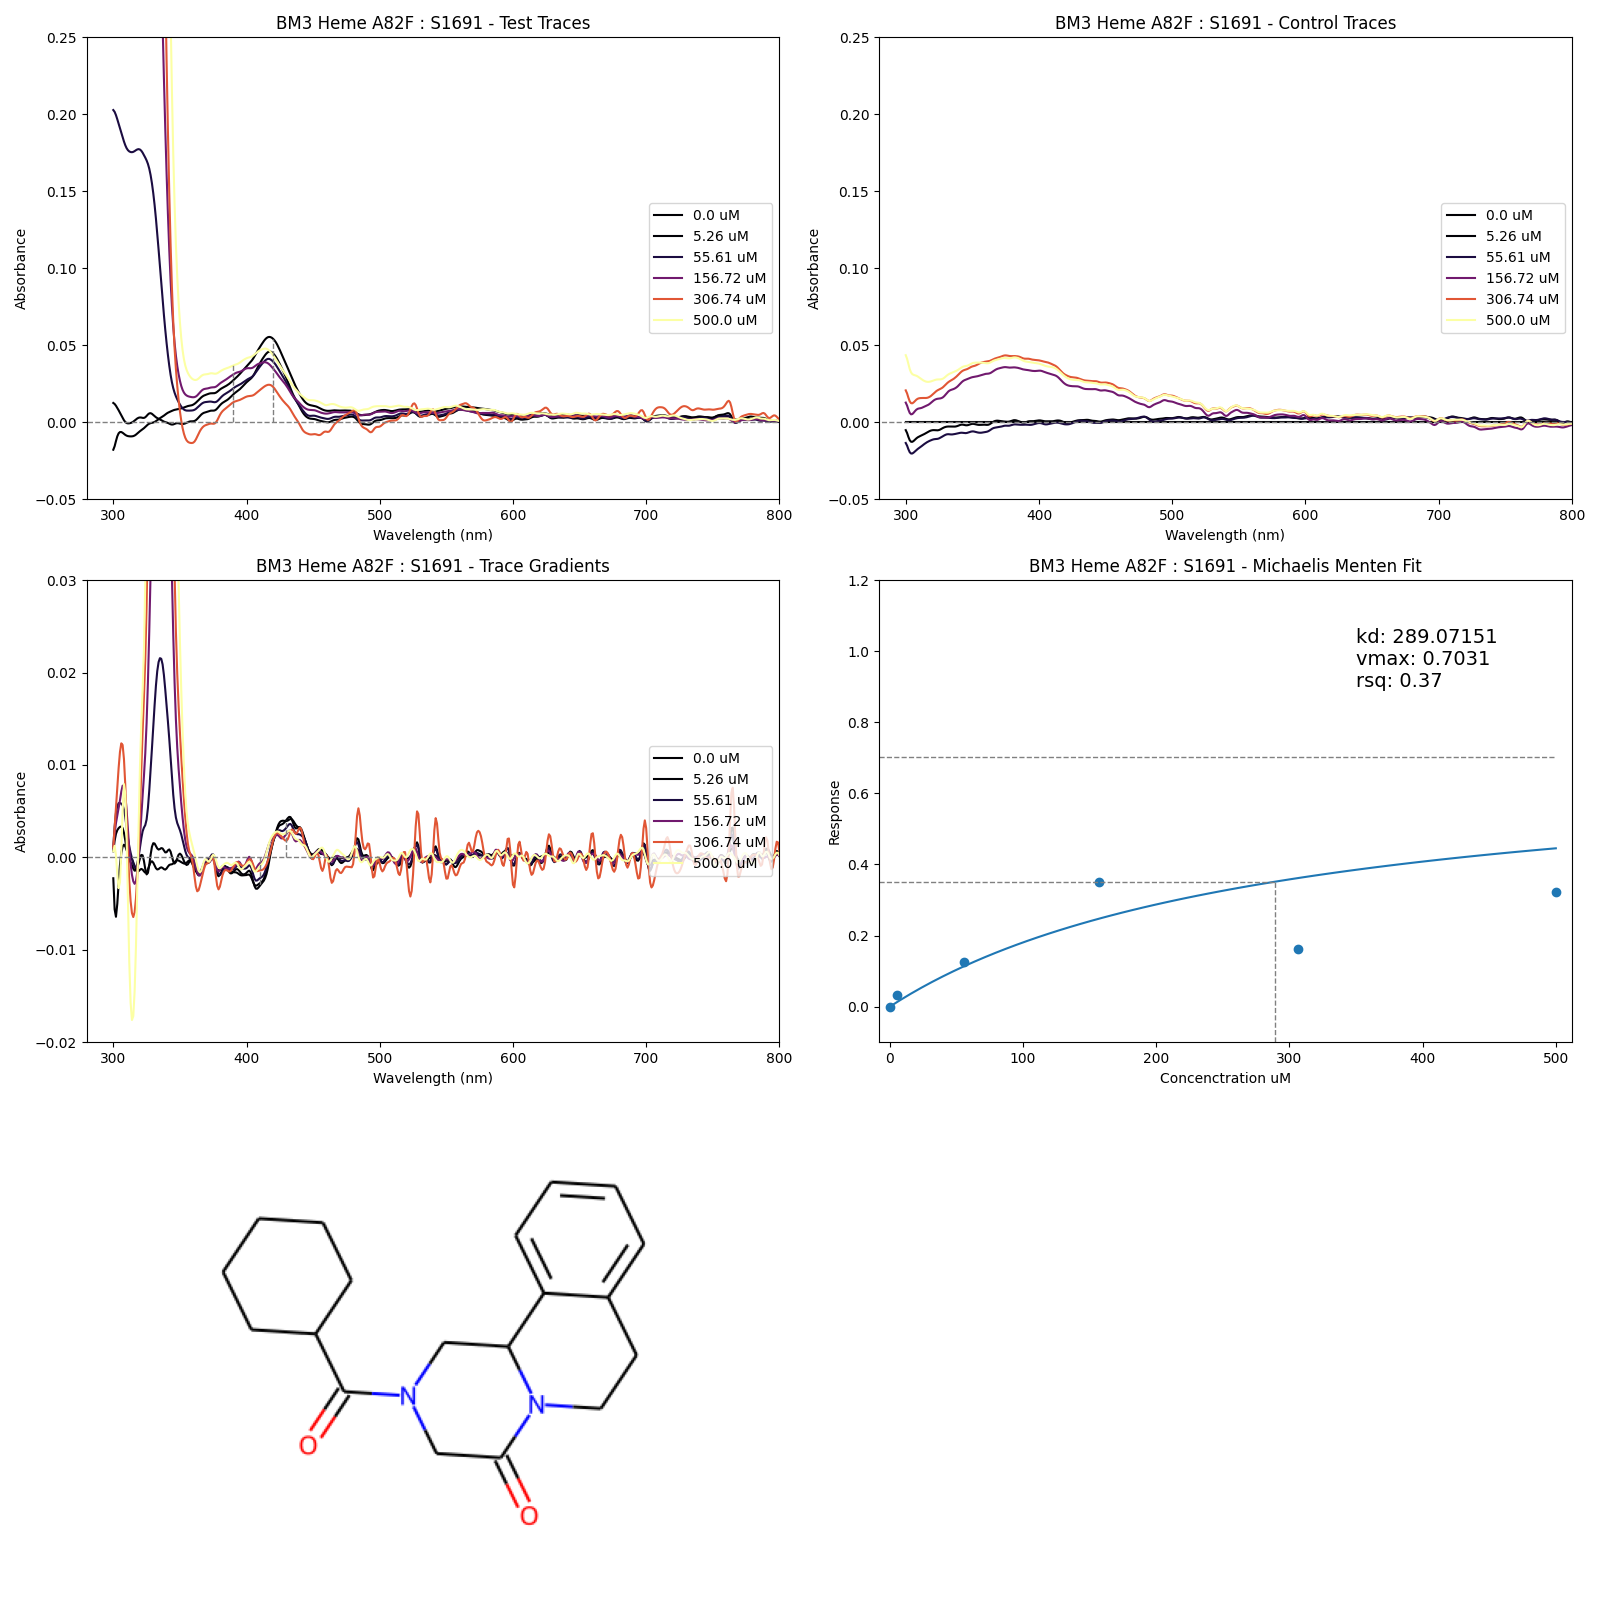 BM3 Heme A82F : S1691 - Test Traces
0.25
0.20
0.15
0.10
0.05
0.00
−0.05
Absorbance
300
400
500
600
700
800
Wavelength (nm)
0.0 uM
5.26 uM
55.61 uM
156.72 uM
306.74 uM
500.0 uM
BM3 Heme A82F : S1691 - Control Traces
0.25
0.20
0.15
0.10
0.05
0.00
−0.05
Absorbance
300
400
500
600
700
800
Wavelength (nm)
0.0 uM
5.26 uM
55.61 uM
156.72 uM
306.74 uM
500.0 uM
BM3 Heme A82F : S1691 - Trace Gradients
0.03
0.02
0.01
0.00
−0.01
−0.02
Absorbance
300
400
500
600
700
800
Wavelength (nm)
0.0 uM
5.26 uM
55.61 uM
156.72 uM
306.74 uM
500.0 uM
BM3 Heme A82F : S1691 - Michaelis Menten Fit
1.2
1.0
0.8
0.6
0.4
0.2
0.0
Response
0
100
200
300
400
500
Concenctration uM
kd: 289.07151
vmax: 0.7031
rsq: 0.37
N
N
O
O